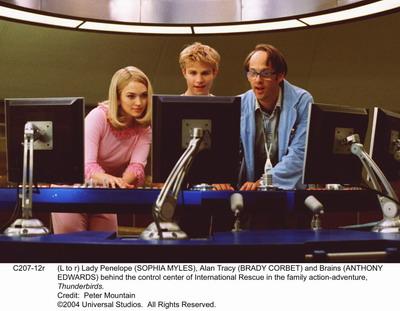 C207-12r (L to r) Lady Penelope (SOPHIA MYLES), Alan Tracy (BRADY CORBET) and Brains (ANTHONY
EDWARDS) behind the control center of International Rescue in the family action-adventure,
Thunderbirds.
Credit: Peter Mountain
©2004 Universal Studios. All Rights Reserved.